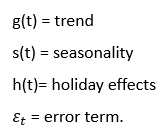 g(t) = trend
s(t) = seasonality
h(t)= holiday effects
εt = error term.